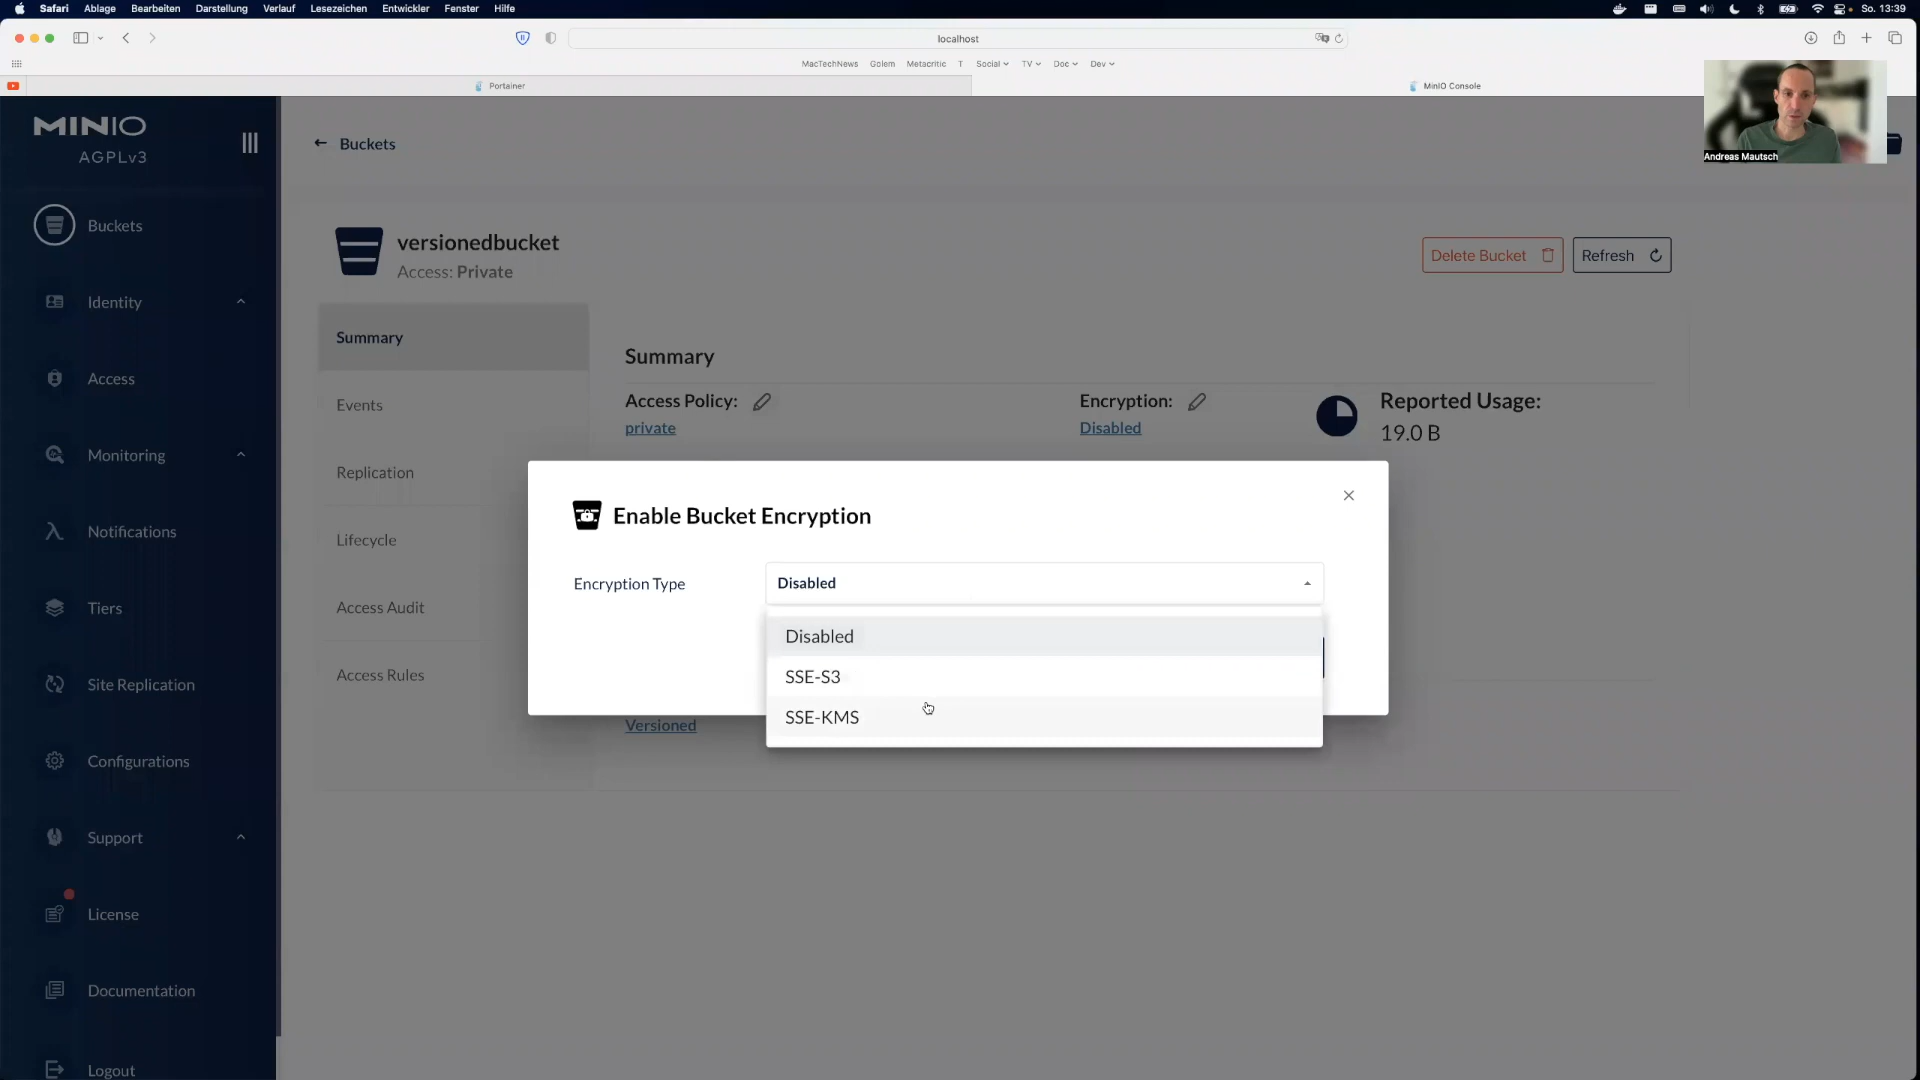 Safari Ablage Bearbeiten Darstellung Verlauf Lesezeichen Entwickler Fenster Hilfe So. 13:39
localhost
MacTechNews Golem Metacritic T Social TV Doc Dev
Portainer MinIO Console
MINIO
AGPLv3
Buckets
Identity
Access
Monitoring
Notifications
Tiers
Site Replication
Configurations
Support
License
Documentation
Logout
Buckets
Andreas Mautsch
versionedbucket
Access: Private
Delete Bucket Refresh
Summary
Events
Replication
Lifecycle
Access Audit
Access Rules
Summary
Access Policy: Encryption: Reported Usage:
private Disabled 19.0 B
Enable Bucket Encryption
Encryption Type Disabled
Disabled
SSE-S3
SSE-KMS
Versioned